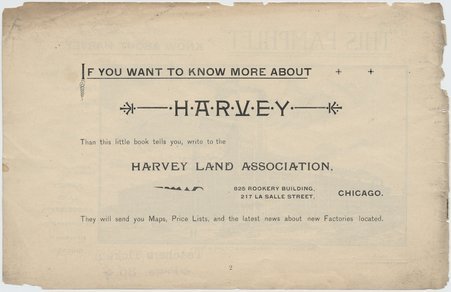 IF YOU WANT TO KNOW MORE ABOUT
HARVEY
Than this little book tells you, write to the
HARVEY LAND ASSOCIATION,
925 ROOKERY BUILDING,
217 LA SALLE STREET,
CHICAGO.
They will send you Maps, Price Lists, and the latest news about new Factories located.
2